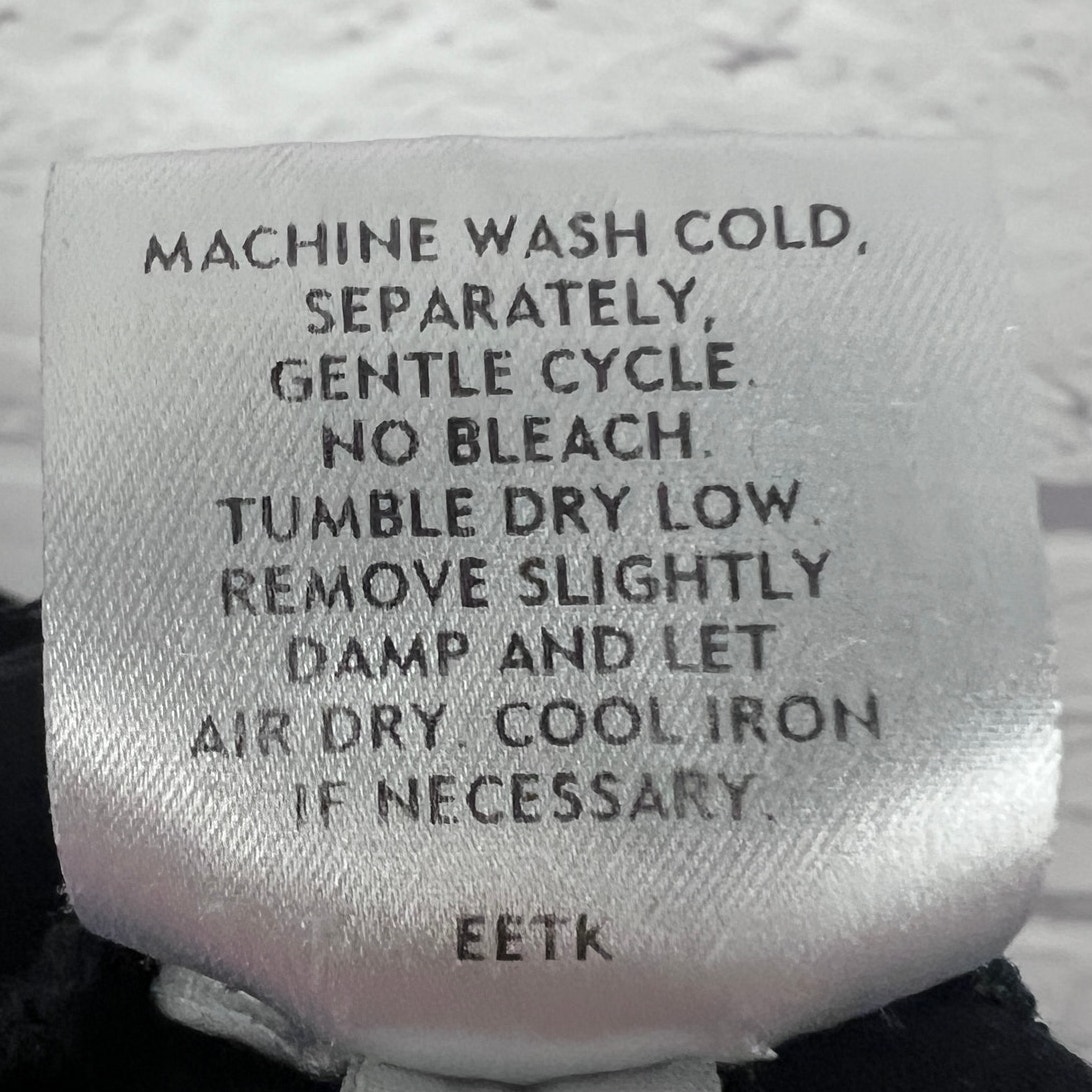 MACHINE WASH COLD,
SEPARATELY,
GENTLE CYCLE.
NO BLEACH.
TUMBLE DRY LOW.
REMOVE SLIGHTLY
DAMP AND LET
AIR DRY. COOL IRON
IF NECESSARY.
EETK